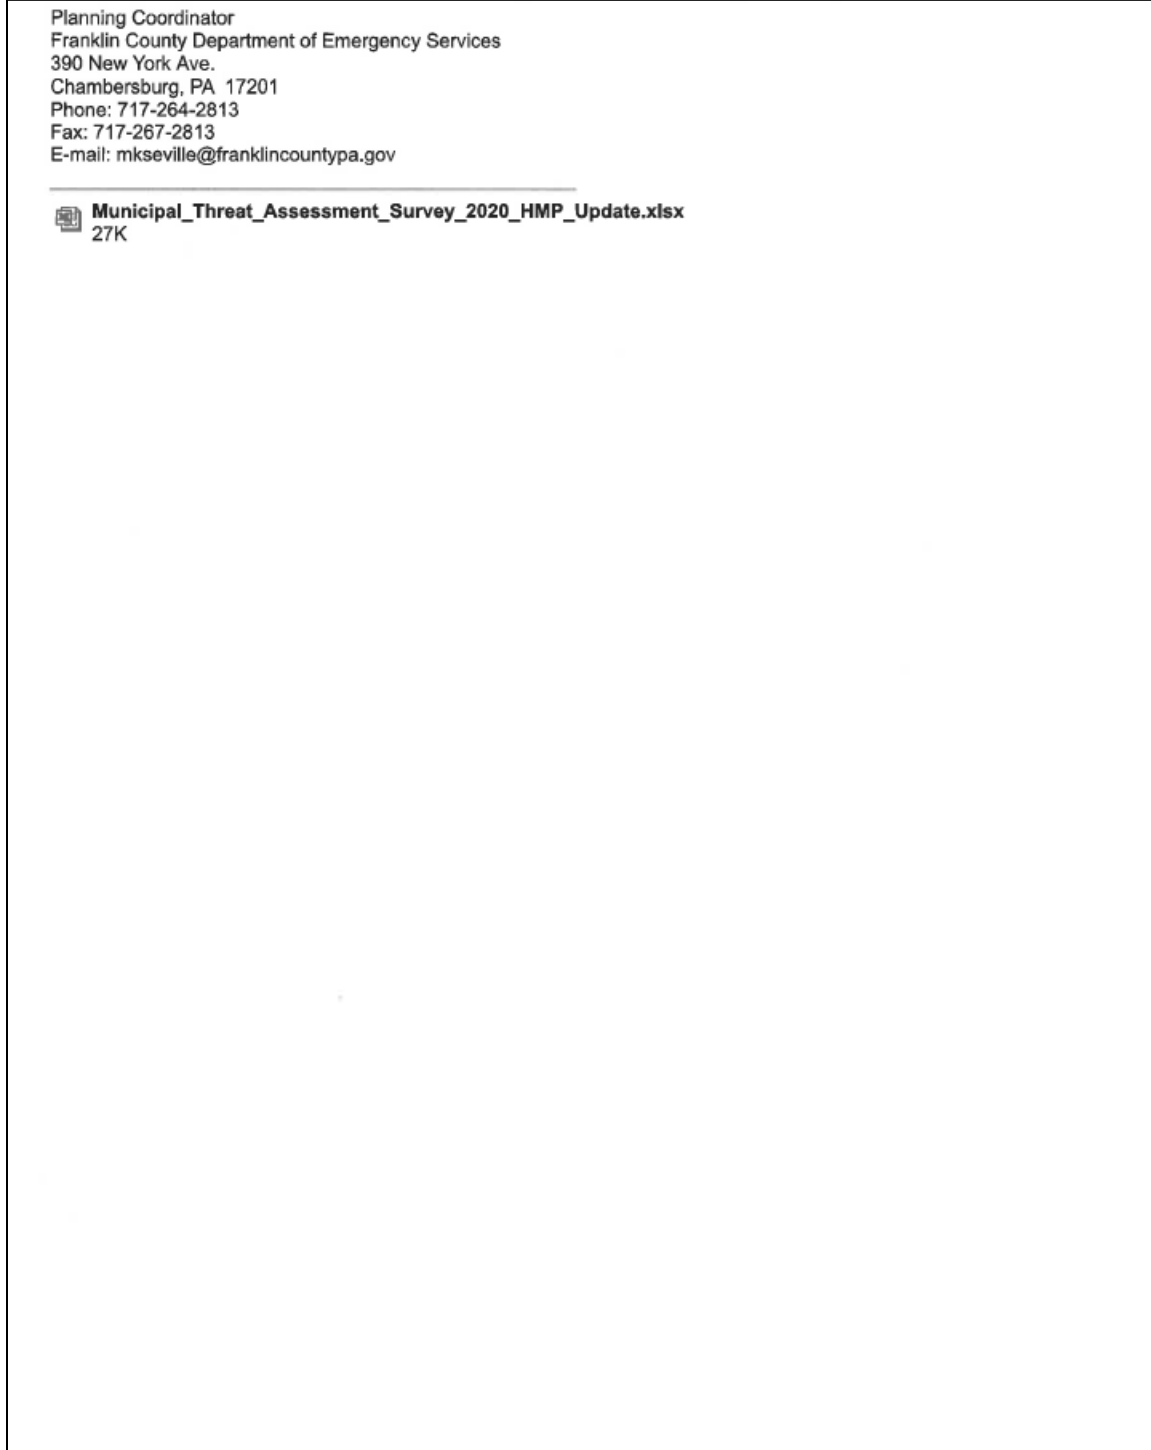 Planning Coordinator
Franklin County Department of Emergency Services
390 New York Ave.
Chambersburg, PA 17201
Phone: 717-264-2813
Fax: 717-267-2813
E-mail: mkseville@franklincountypa.gov
Municipal_Threat_Assessment_Survey_2020_HMP_Update.xlsx
27K